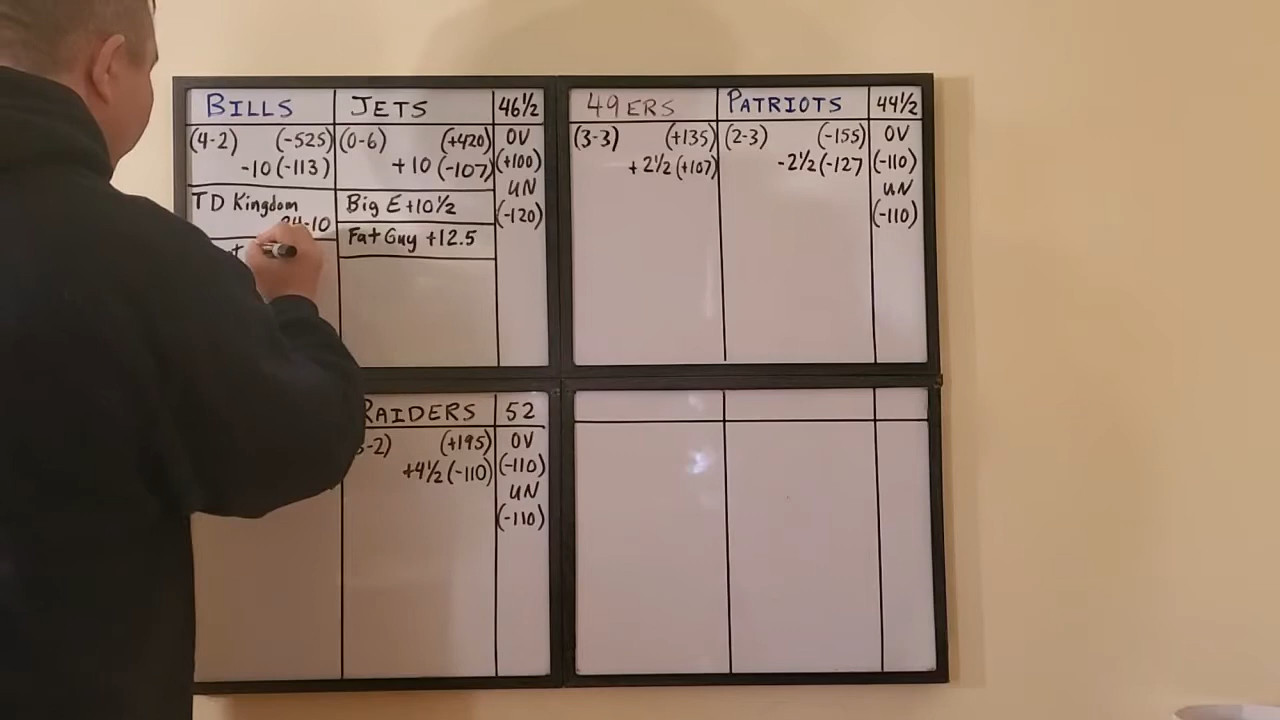 BILLS JETS 46½
(4-2) (-525) (0-6) (+420) OV
-10 (-113) +10 (-107) (+100)
UN
TD Kingdom Big E +10½ (-120)
-10
Fat Guy +12.5
49ERS PATRIOTS 44½
(3-3) (+135) (2-3) (-155) OV
+2½ (+107) -2½ (-127 (-110)
UN
(-110)
RAIDERS 52
-2) (+195) OV
+4½ (-110) (-110)
UN
(-110)